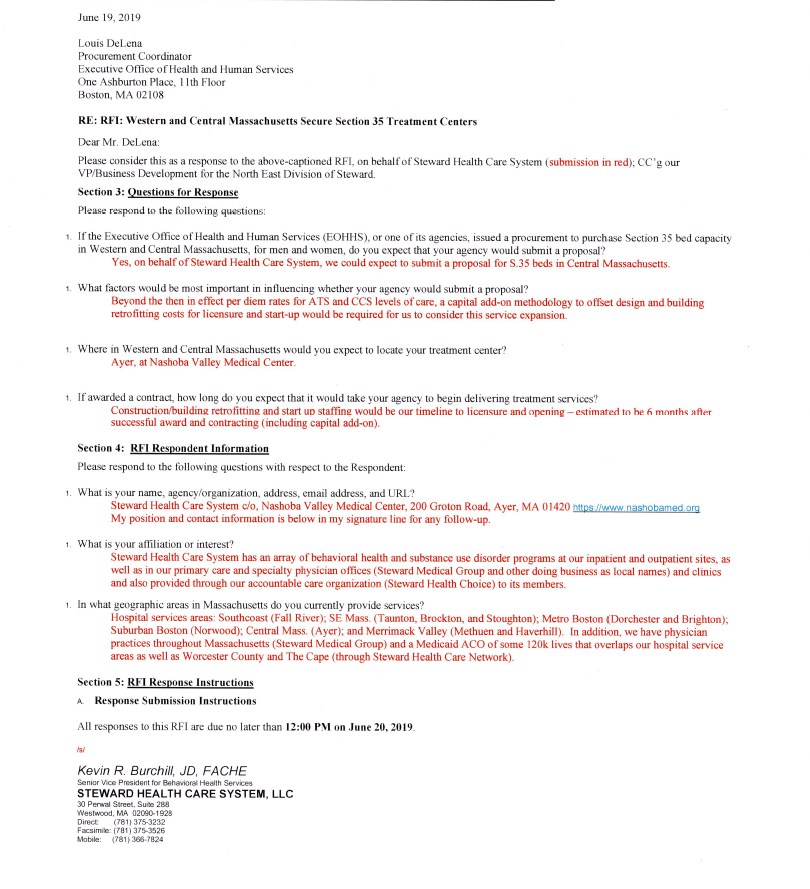 June 19, 2019
Louis DeLena
Procurement Coordinator
Executive Office of Health and Human Services
One Ashburton Place, 11th Floor
Boston, MA 02108
RE: RFI: Western and Central Massachusetts Secure Section 35 Treatment Centers
Dear Mr. DeLena:
Please consider this as a response to the above-captioned RFI, on behalf of Steward Health Care System (submission in red); CC'g our
VP/Business Development for the North East Division of Steward.
Section 3: Questions for Response
Please respond to the following questions:
1. If the Executive Office of Health and Human Services (EOHHS), or one of its agencies, issued a procurement to purchase Section 35 bed capacity
in Western and Central Massachusetts, for men and women, do you expect that your agency would submit a proposal?
Yes, on behalf of Steward Health Care System, we could expect to submit a proposal for S.35 beds in Central Massachusetts.
1. What factors would be most important in influencing whether your agency would submit a proposal?
Beyond the then in effect per diem rates for ATS and CCS levels of care, a capital add-on methodology to offset design and building
retrofitting costs for licensure and start-up would be required for us to consider this service expansion.
1. Where in Western and Central Massachusetts would you expect to locate your treatment center?
Ayer, at Nashoba Valley Medical Center.
1. If awarded a contract, how long do you expect that it would take your agency to begin delivering treatment services?
Construction/building retrofitting and start up staffing would be our timeline to licensure and opening – estimated to be 6 months after
successful award and contracting (including capital add-on).
Section 4: RFI Respondent Information
Please respond to the following questions with respect to the Respondent:
1. What is your name, agency/organization, address, email address, and URL?
Steward Health Care System c/o, Nashoba Valley Medical Center, 200 Groton Road, Ayer, MA 01420 https://www.nashobamed.org
My position and contact information is below in my signature line for any follow-up.
1. What is your affiliation or interest?
Steward Health Care System has an array of behavioral health and substance use disorder programs at our inpatient and outpatient sites, as
well as in our primary care and specialty physician offices (Steward Medical Group and other doing business as local names) and clinics
and also provided through our accountable care organization (Steward Health Choice) to its members.
1. In what geographic areas in Massachusetts do you currently provide services?
Hospital services areas: Southcoast (Fall River); SE Mass. (Taunton, Brockton, and Stoughton); Metro Boston (Dorchester and Brighton);
Suburban Boston (Norwood); Central Mass. (Ayer); and Merrimack Valley (Methuen and Haverhill). In addition, we have physician
practices throughout Massachusetts (Steward Medical Group) and a Medicaid ACO of some 120k lives that overlaps our hospital service
areas as well as Worcester County and The Cape (through Steward Health Care Network).
Section 5: RFI Response Instructions
A. Response Submission Instructions
All responses to this RFI are due no later than 12:00 PM on June 20, 2019.
/s/
Kevin R. Burchill, JD, FACHE
Senior Vice President for Behavioral Health Services
STEWARD HEALTH CARE SYSTEM, LLC
30 Perwal Street, Suite 288
Westwood, MA 02090-1928
Direct: (781) 375-3232
Facsimile: (781) 375-3526
Mobile: (781) 366-7824